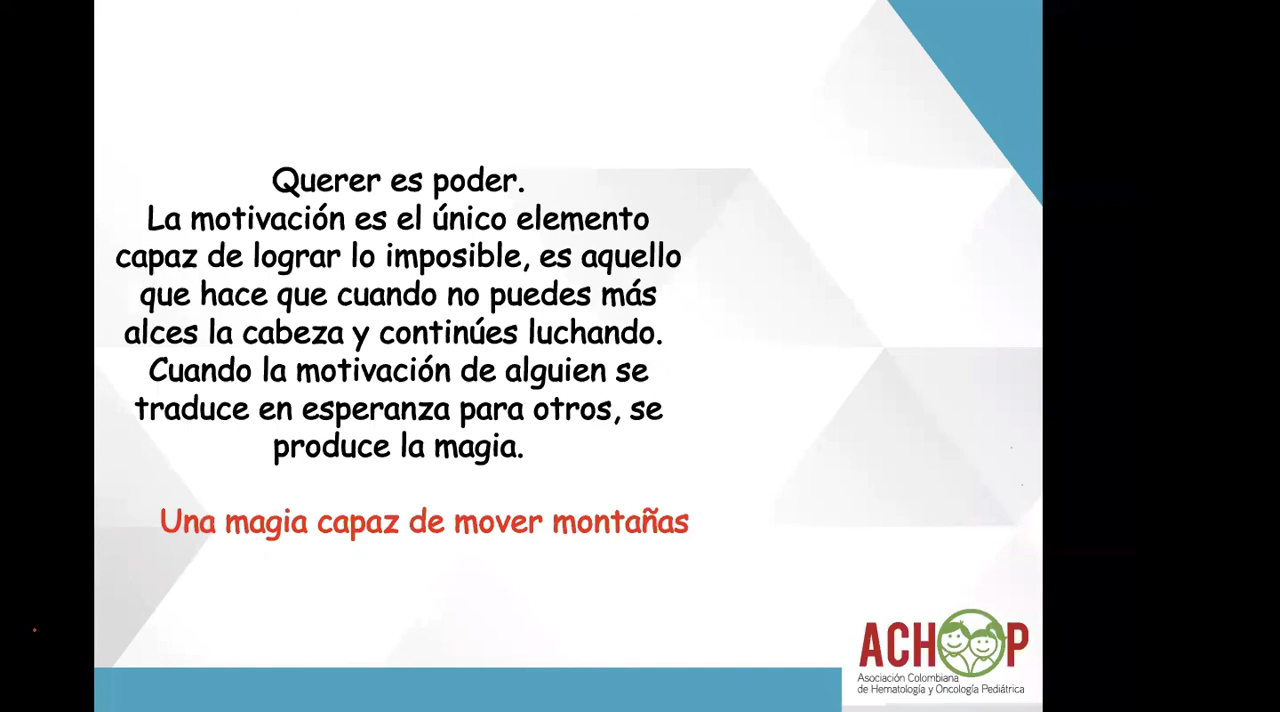 Querer es poder.
La motivación es el único elemento
capaz de lograr lo imposible, es aquello
que hace que cuando no puedes más
alces la cabeza y continúes luchando.
Cuando la motivación de alguien se
traduce en esperanza para otros, se
produce la magia.
Una magia capaz de mover montañas
ACHOP
Asociación Colombiana
de Hematología y Oncología Pediátrica